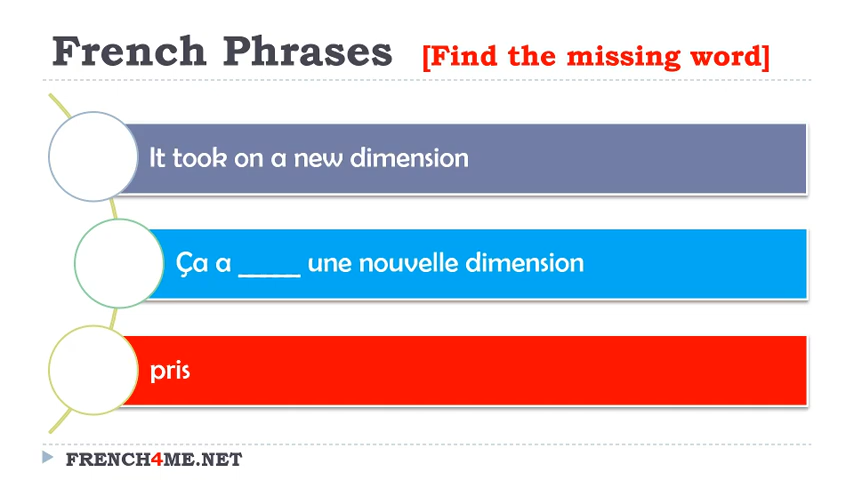 French Phrases [Find the missing word]
It took on a new dimension
Ça a _____ une nouvelle dimension
pris
FRENCH4ME.NET